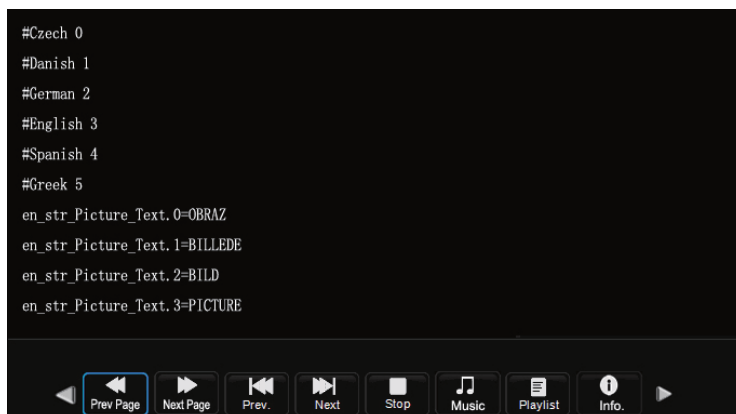 #Czech 0
#Danish 1
#German 2
#English 3
#Spanish 4
#Greek 5
en_str_Picture_Text.0=OBRAZ
en_str_Picture_Text.1=BILLEDE
en_str_Picture_Text.2=BILD
en_str_Picture_Text.3=PICTURE
Prev Page Next Page Prev. Next Stop Music Playlist Info.